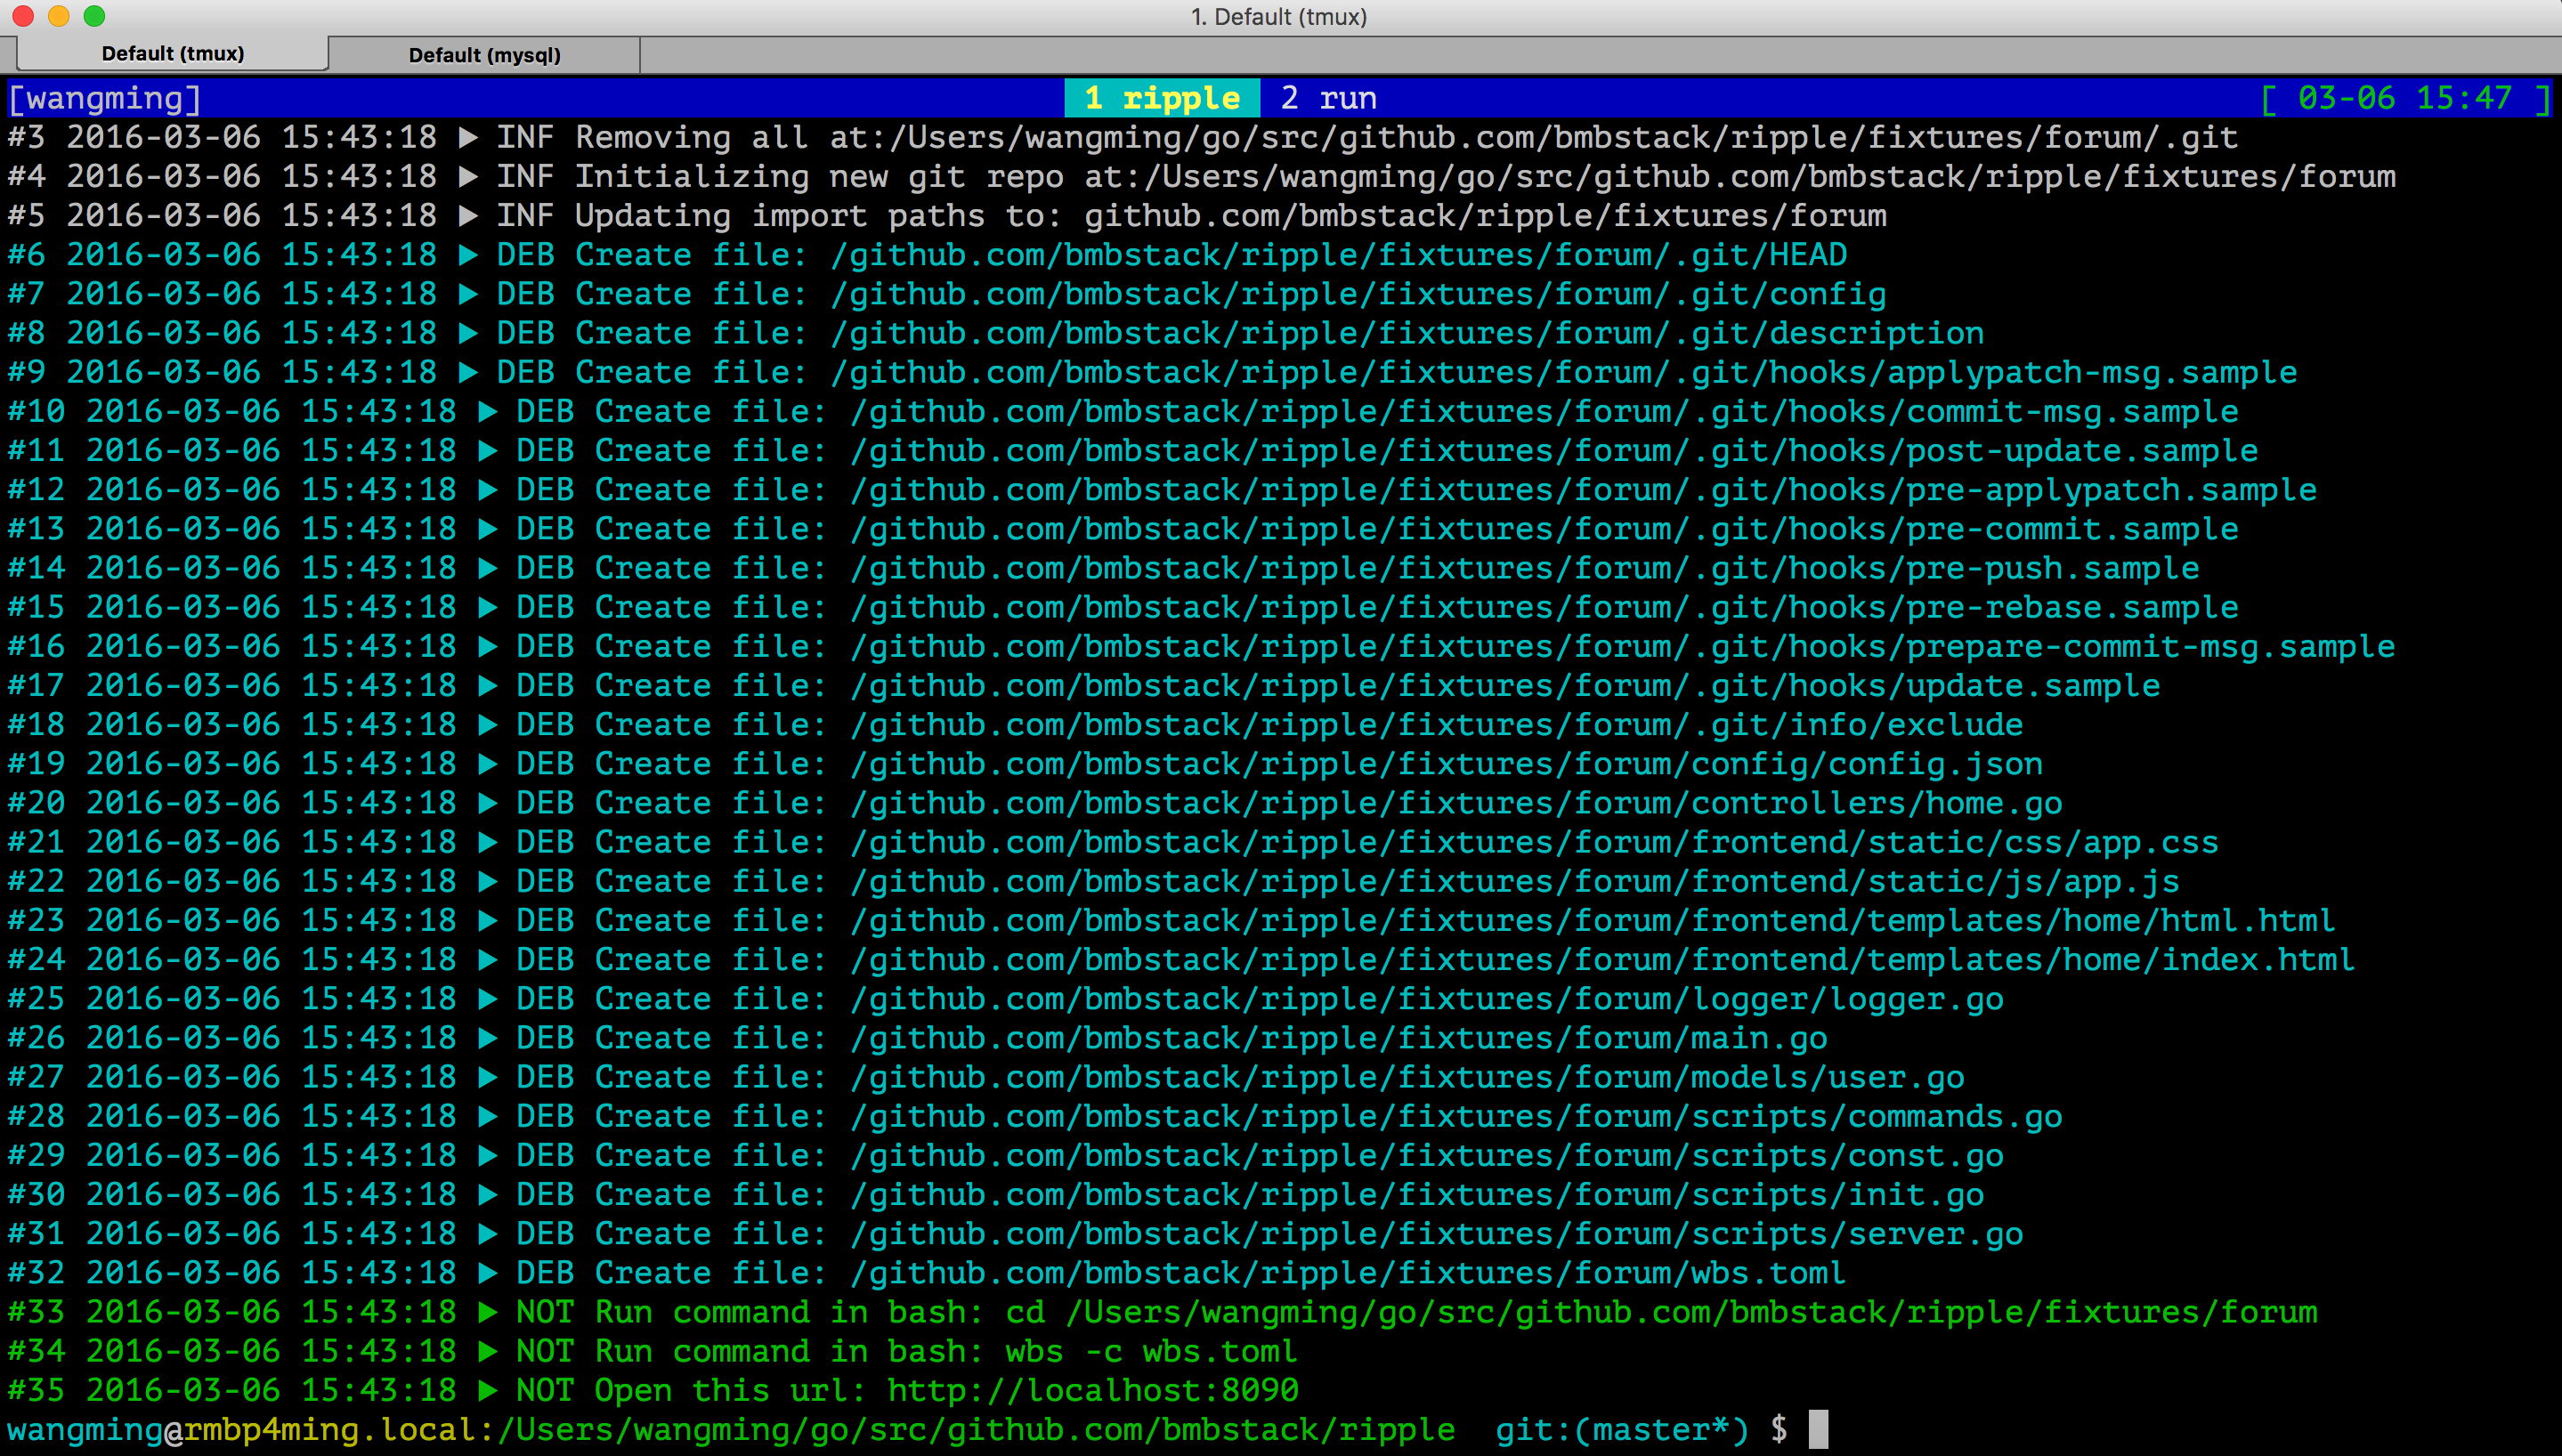 1. Default (tmux)
Default (tmux) Default (mysql)
[wangming] 1 ripple 2 run [ 03-06 15:47 ]
#3 2016-03-06 15:43:18 ▶ INF Removing all at:/Users/wangming/go/src/github.com/bmbstack/ripple/fixtures/forum/.git
#4 2016-03-06 15:43:18 ▶ INF Initializing new git repo at:/Users/wangming/go/src/github.com/bmbstack/ripple/fixtures/forum
#5 2016-03-06 15:43:18 ▶ INF Updating import paths to: github.com/bmbstack/ripple/fixtures/forum
#6 2016-03-06 15:43:18 ▶ DEB Create file: /github.com/bmbstack/ripple/fixtures/forum/.git/HEAD
#7 2016-03-06 15:43:18 ▶ DEB Create file: /github.com/bmbstack/ripple/fixtures/forum/.git/config
#8 2016-03-06 15:43:18 ▶ DEB Create file: /github.com/bmbstack/ripple/fixtures/forum/.git/description
#9 2016-03-06 15:43:18 ▶ DEB Create file: /github.com/bmbstack/ripple/fixtures/forum/.git/hooks/applypatch-msg.sample
#10 2016-03-06 15:43:18 ▶ DEB Create file: /github.com/bmbstack/ripple/fixtures/forum/.git/hooks/commit-msg.sample
#11 2016-03-06 15:43:18 ▶ DEB Create file: /github.com/bmbstack/ripple/fixtures/forum/.git/hooks/post-update.sample
#12 2016-03-06 15:43:18 ▶ DEB Create file: /github.com/bmbstack/ripple/fixtures/forum/.git/hooks/pre-applypatch.sample
#13 2016-03-06 15:43:18 ▶ DEB Create file: /github.com/bmbstack/ripple/fixtures/forum/.git/hooks/pre-commit.sample
#14 2016-03-06 15:43:18 ▶ DEB Create file: /github.com/bmbstack/ripple/fixtures/forum/.git/hooks/pre-push.sample
#15 2016-03-06 15:43:18 ▶ DEB Create file: /github.com/bmbstack/ripple/fixtures/forum/.git/hooks/pre-rebase.sample
#16 2016-03-06 15:43:18 ▶ DEB Create file: /github.com/bmbstack/ripple/fixtures/forum/.git/hooks/prepare-commit-msg.sample
#17 2016-03-06 15:43:18 ▶ DEB Create file: /github.com/bmbstack/ripple/fixtures/forum/.git/hooks/update.sample
#18 2016-03-06 15:43:18 ▶ DEB Create file: /github.com/bmbstack/ripple/fixtures/forum/.git/info/exclude
#19 2016-03-06 15:43:18 ▶ DEB Create file: /github.com/bmbstack/ripple/fixtures/forum/config/config.json
#20 2016-03-06 15:43:18 ▶ DEB Create file: /github.com/bmbstack/ripple/fixtures/forum/controllers/home.go
#21 2016-03-06 15:43:18 ▶ DEB Create file: /github.com/bmbstack/ripple/fixtures/forum/frontend/static/css/app.css
#22 2016-03-06 15:43:18 ▶ DEB Create file: /github.com/bmbstack/ripple/fixtures/forum/frontend/static/js/app.js
#23 2016-03-06 15:43:18 ▶ DEB Create file: /github.com/bmbstack/ripple/fixtures/forum/frontend/templates/home/html.html
#24 2016-03-06 15:43:18 ▶ DEB Create file: /github.com/bmbstack/ripple/fixtures/forum/frontend/templates/home/index.html
#25 2016-03-06 15:43:18 ▶ DEB Create file: /github.com/bmbstack/ripple/fixtures/forum/logger/logger.go
#26 2016-03-06 15:43:18 ▶ DEB Create file: /github.com/bmbstack/ripple/fixtures/forum/main.go
#27 2016-03-06 15:43:18 ▶ DEB Create file: /github.com/bmbstack/ripple/fixtures/forum/models/user.go
#28 2016-03-06 15:43:18 ▶ DEB Create file: /github.com/bmbstack/ripple/fixtures/forum/scripts/commands.go
#29 2016-03-06 15:43:18 ▶ DEB Create file: /github.com/bmbstack/ripple/fixtures/forum/scripts/const.go
#30 2016-03-06 15:43:18 ▶ DEB Create file: /github.com/bmbstack/ripple/fixtures/forum/scripts/init.go
#31 2016-03-06 15:43:18 ▶ DEB Create file: /github.com/bmbstack/ripple/fixtures/forum/scripts/server.go
#32 2016-03-06 15:43:18 ▶ DEB Create file: /github.com/bmbstack/ripple/fixtures/forum/wbs.toml
#33 2016-03-06 15:43:18 ▶ NOT Run command in bash: cd /Users/wangming/go/src/github.com/bmbstack/ripple/fixtures/forum
#34 2016-03-06 15:43:18 ▶ NOT Run command in bash: wbs -c wbs.toml
#35 2016-03-06 15:43:18 ▶ NOT Open this url: http://localhost:8090
wangming@rmbp4ming.local:/Users/wangming/go/src/github.com/bmbstack/ripple  git:(master*) $